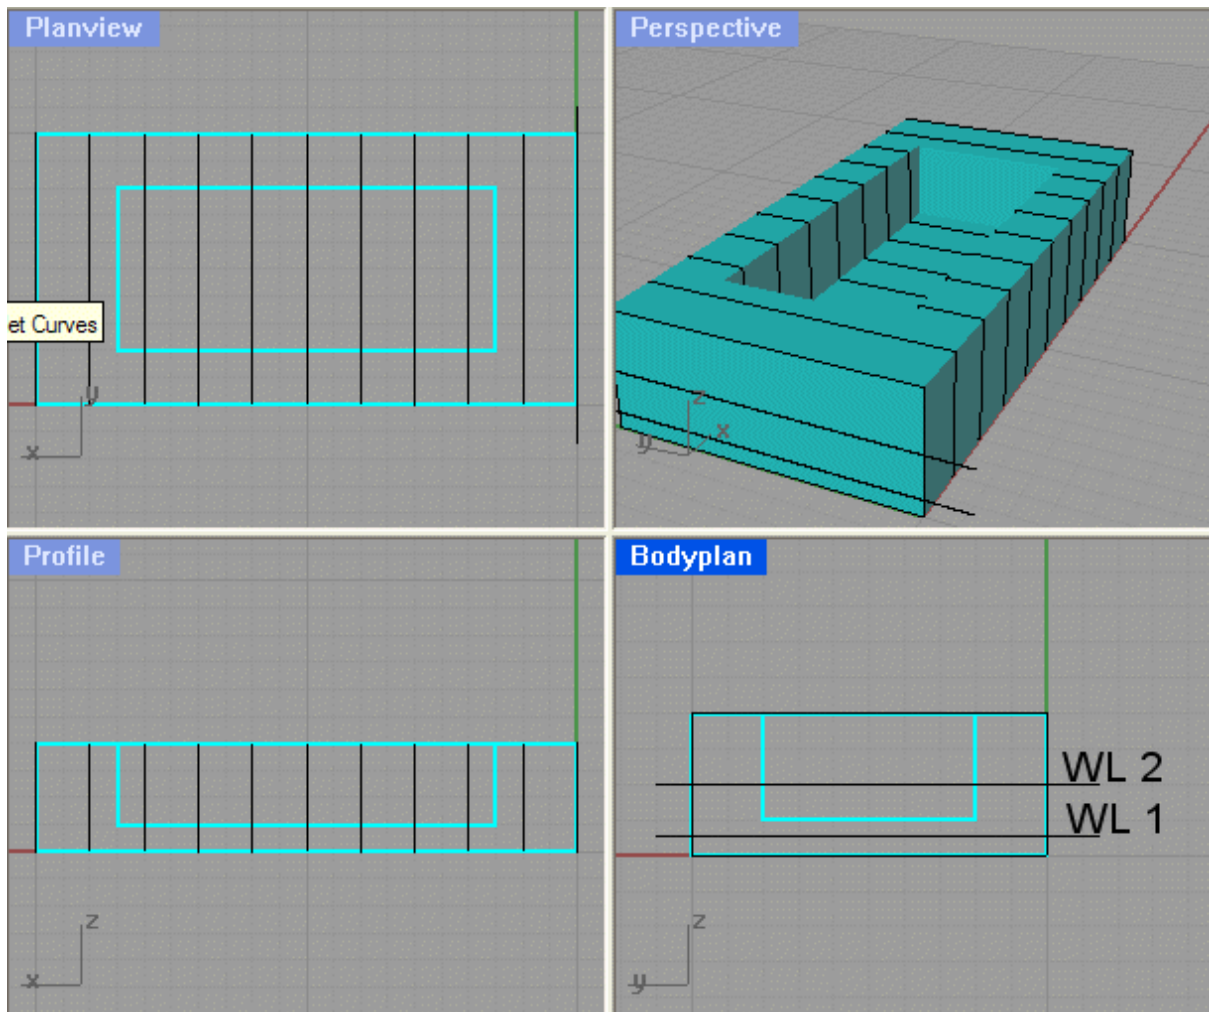 Planview
Perspective
et Curves
y
x
z
x
y
Profile
Bodyplan
WL 2
WL 1
z
x
z
y